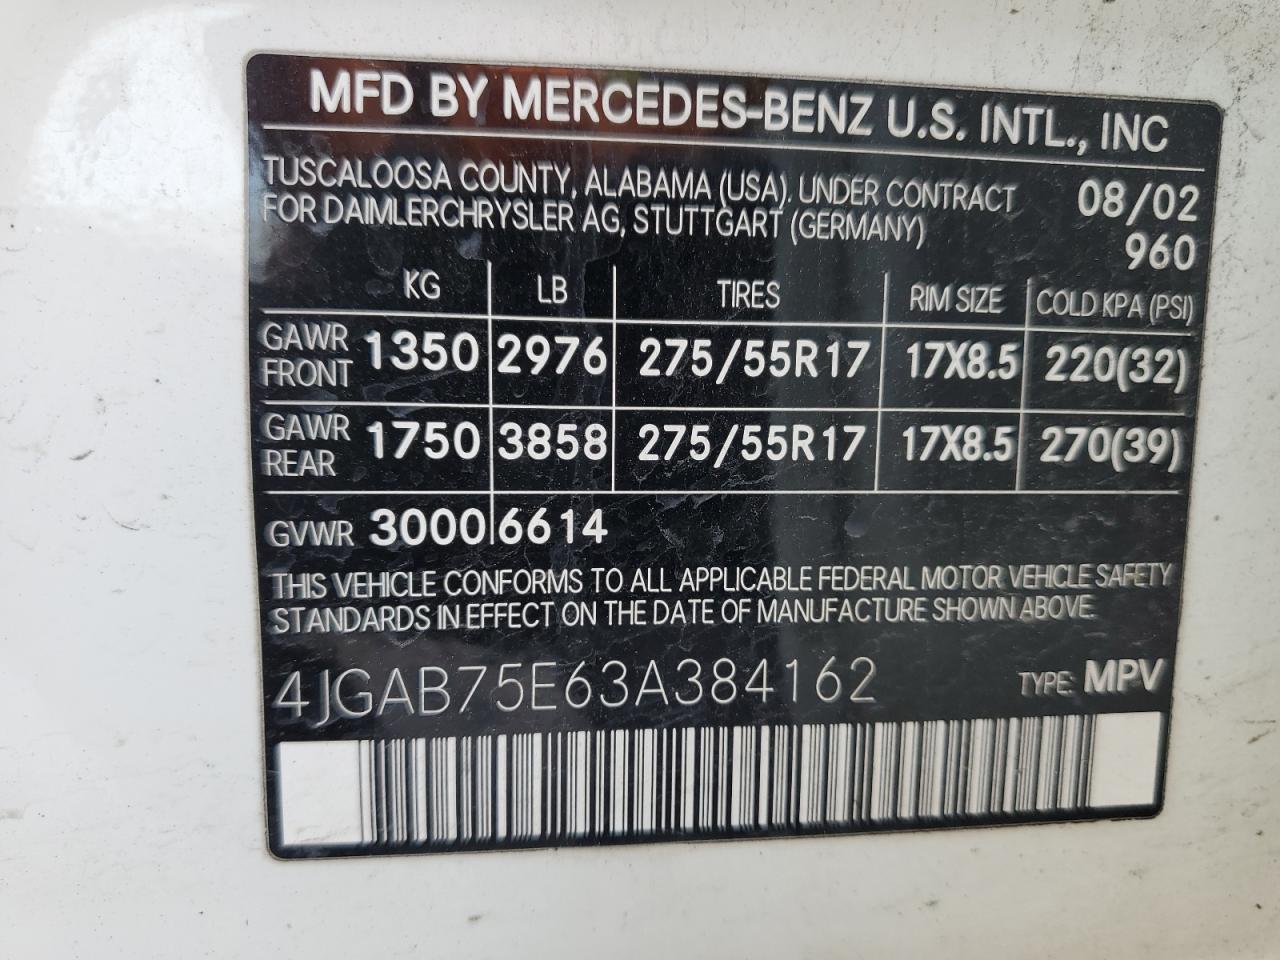 MFD BY MERCEDES-BENZ U.S. INTL., INC
TUSCALOOSA COUNTY, ALABAMA (USA). UNDER CONTRACT 08/02
FOR DAIMLERCHRYSLER AG, STUTTGART (GERMANY) 960
KG LB TIRES RIM SIZE COLD KPA (PSI)
GAWR FRONT 1350 2976 275/55R17 17X8.5 220(32)
GAWR REAR 1750 3858 275/55R17 17X8.5 270(39)
GVWR 3000 6614
THIS VEHICLE CONFORMS TO ALL APPLICABLE FEDERAL MOTOR VEHICLE SAFETY
STANDARDS IN EFFECT ON THE DATE OF MANUFACTURE SHOWN ABOVE.
4JGAB75E63A384162 TYPE: MPV